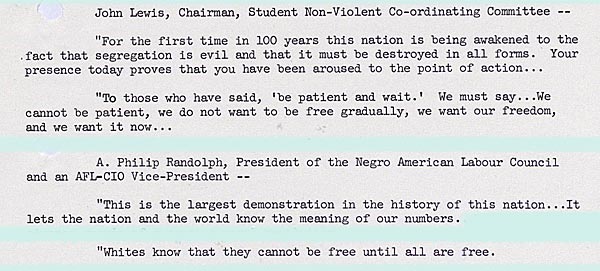 John Lewis, Chairman, Student Non-Violent Co-ordinating Committee --
"For the first time in 100 years this nation is being awakened to the
fact that segregation is evil and that it must be destroyed in all forms. Your
presence today proves that you have been aroused to the point of action...
"To those who have said, 'be patient and wait.' We must say...We
cannot be patient, we do not want to be free gradually, we want our freedom,
and we want it now...
A. Philip Randolph, President of the Negro American Labour Council
and an AFL-CIO Vice-President --
"This is the largest demonstration in the history of this nation...It
lets the nation and the world know the meaning of our numbers.
"Whites know that they cannot be free until all are free.